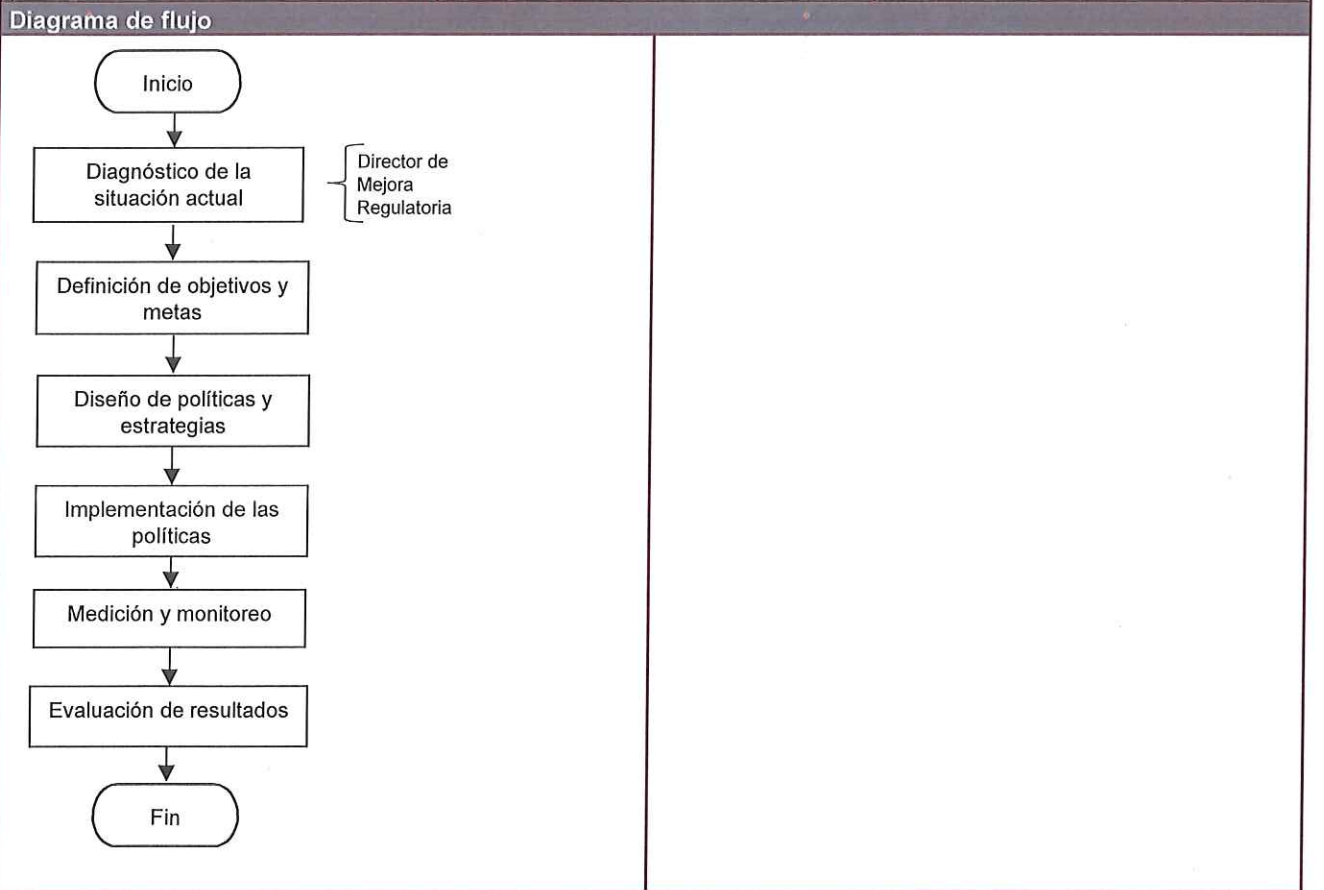 Diagrama de flujo
Inicio
Diagnóstico de la
situación actual
Director de
Mejora
Regulatoria
Definición de objetivos y
metas
Diseño de políticas y
estrategias
Implementación de las
políticas
Medición y monitoreo
Evaluación de resultados
Fin